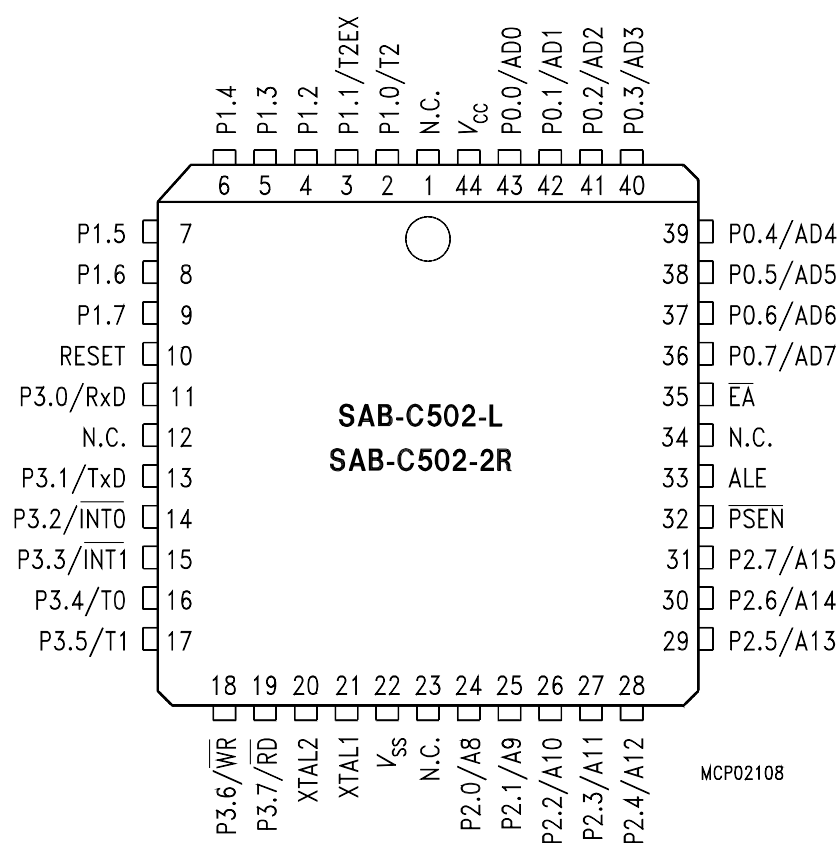 P1.4
P1.3
P1.2
P1.1/T2EX
P1.0/T2
N.C.
VCC
P0.0/AD0
P0.1/AD1
P0.2/AD2
P0.3/AD3
6 5 4 3 2 1 44 43 42 41 40
P1.5 7
P1.6 8
P1.7 9
RESET 10
P3.0/RxD 11
N.C. 12
P3.1/TxD 13
P3.2/I̅N̅T̅0̅ 14
P3.3/I̅N̅T̅1̅ 15
P3.4/T0 16
P3.5/T1 17
SAB-C502-L
SAB-C502-2R
39 P0.4/AD4
38 P0.5/AD5
37 P0.6/AD6
36 P0.7/AD7
35 E̅A̅
34 N.C.
33 ALE
32 P̅S̅E̅N̅
31 P2.7/A15
30 P2.6/A14
29 P2.5/A13
18 19 20 21 22 23 24 25 26 27 28
P3.6/W̅R̅
P3.7/R̅D̅
XTAL2
XTAL1
VSS
N.C.
P2.0/A8
P2.1/A9
P2.2/A10
P2.3/A11
P2.4/A12
MCP02108